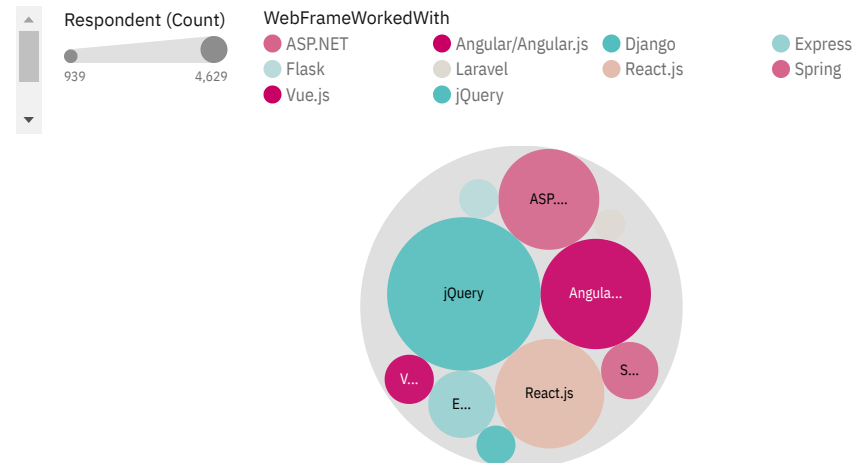 Respondent (Count)
939
4,629
WebFrameWorkedWith
ASP.NET
Angular/Angular.js
Django
Express
Flask
Laravel
React.js
Spring
Vue.js
jQuery
ASP....
jQuery
Angula...
S...
V...
E...
React.js